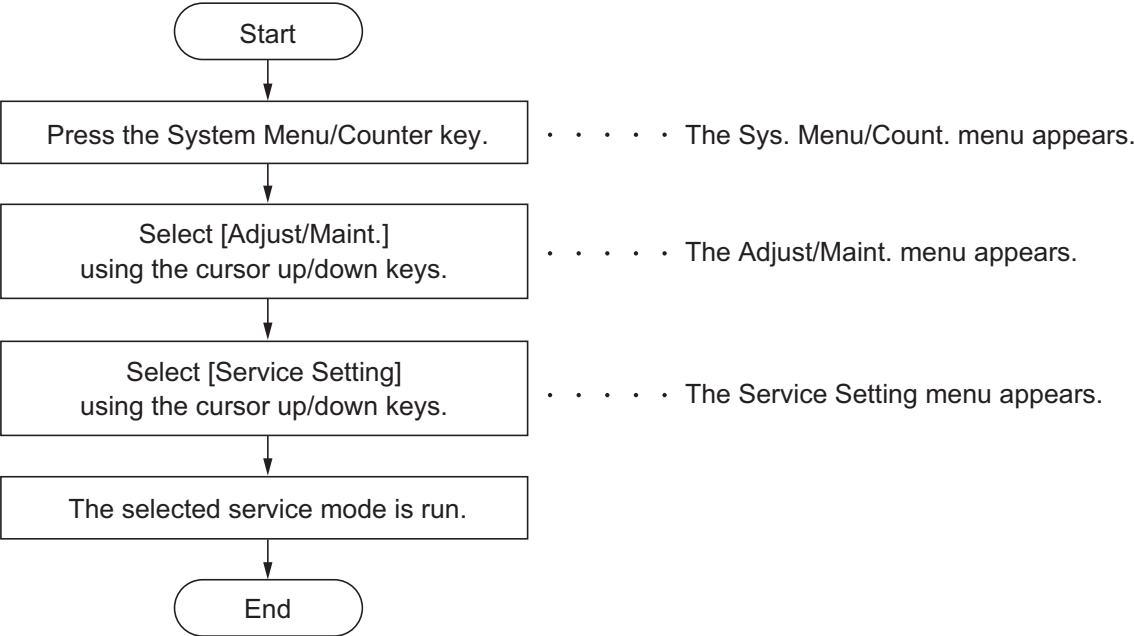 Start
Press the System Menu/Counter key.
· · · · · The Sys. Menu/Count. menu appears.
Select [Adjust/Maint.]
using the cursor up/down keys.
· · · · · The Adjust/Maint. menu appears.
Select [Service Setting]
using the cursor up/down keys.
· · · · · The Service Setting menu appears.
The selected service mode is run.
End